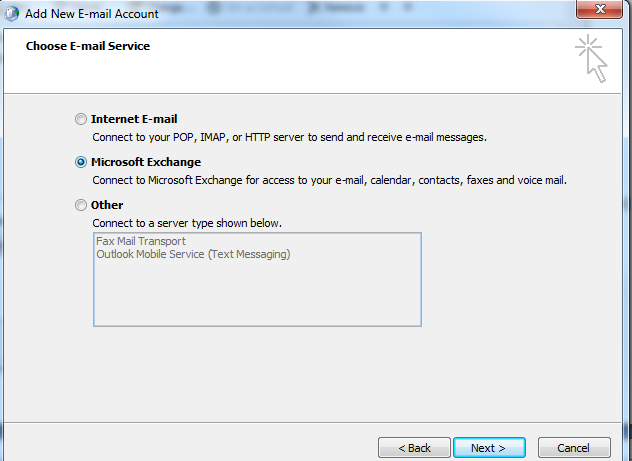 Add New E-mail Account
Choose E-mail Service
Internet E-mail
Connect to your POP, IMAP, or HTTP server to send and receive e-mail messages.
Microsoft Exchange
Connect to Microsoft Exchange for access to your e-mail, calendar, contacts, faxes and voice mail.
Other
Connect to a server type shown below.
Fax Mail Transport
Outlook Mobile Service (Text Messaging)
< Back Next > Cancel